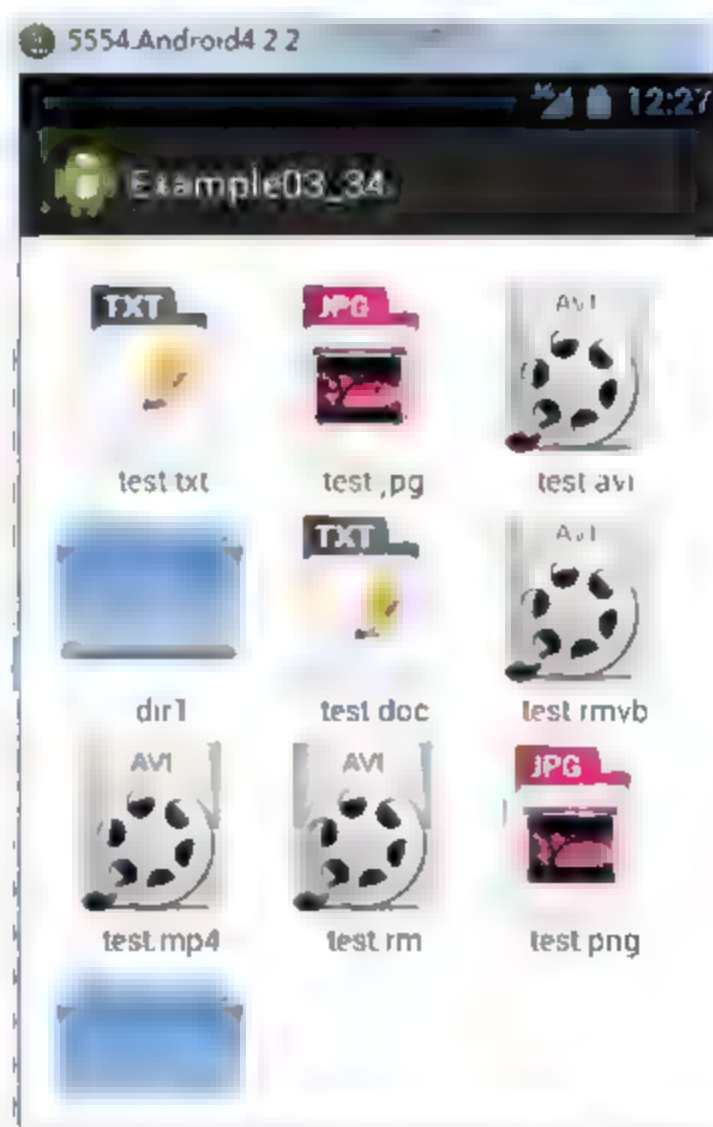 5554:Android4.2.2
12:27
Example03_34
TXT JPG AVI
test.txt test.jpg test.avi
TXT AVI
dir1 test.doc test.rmvb
AVI AVI JPG
test.mp4 test.rm test.png